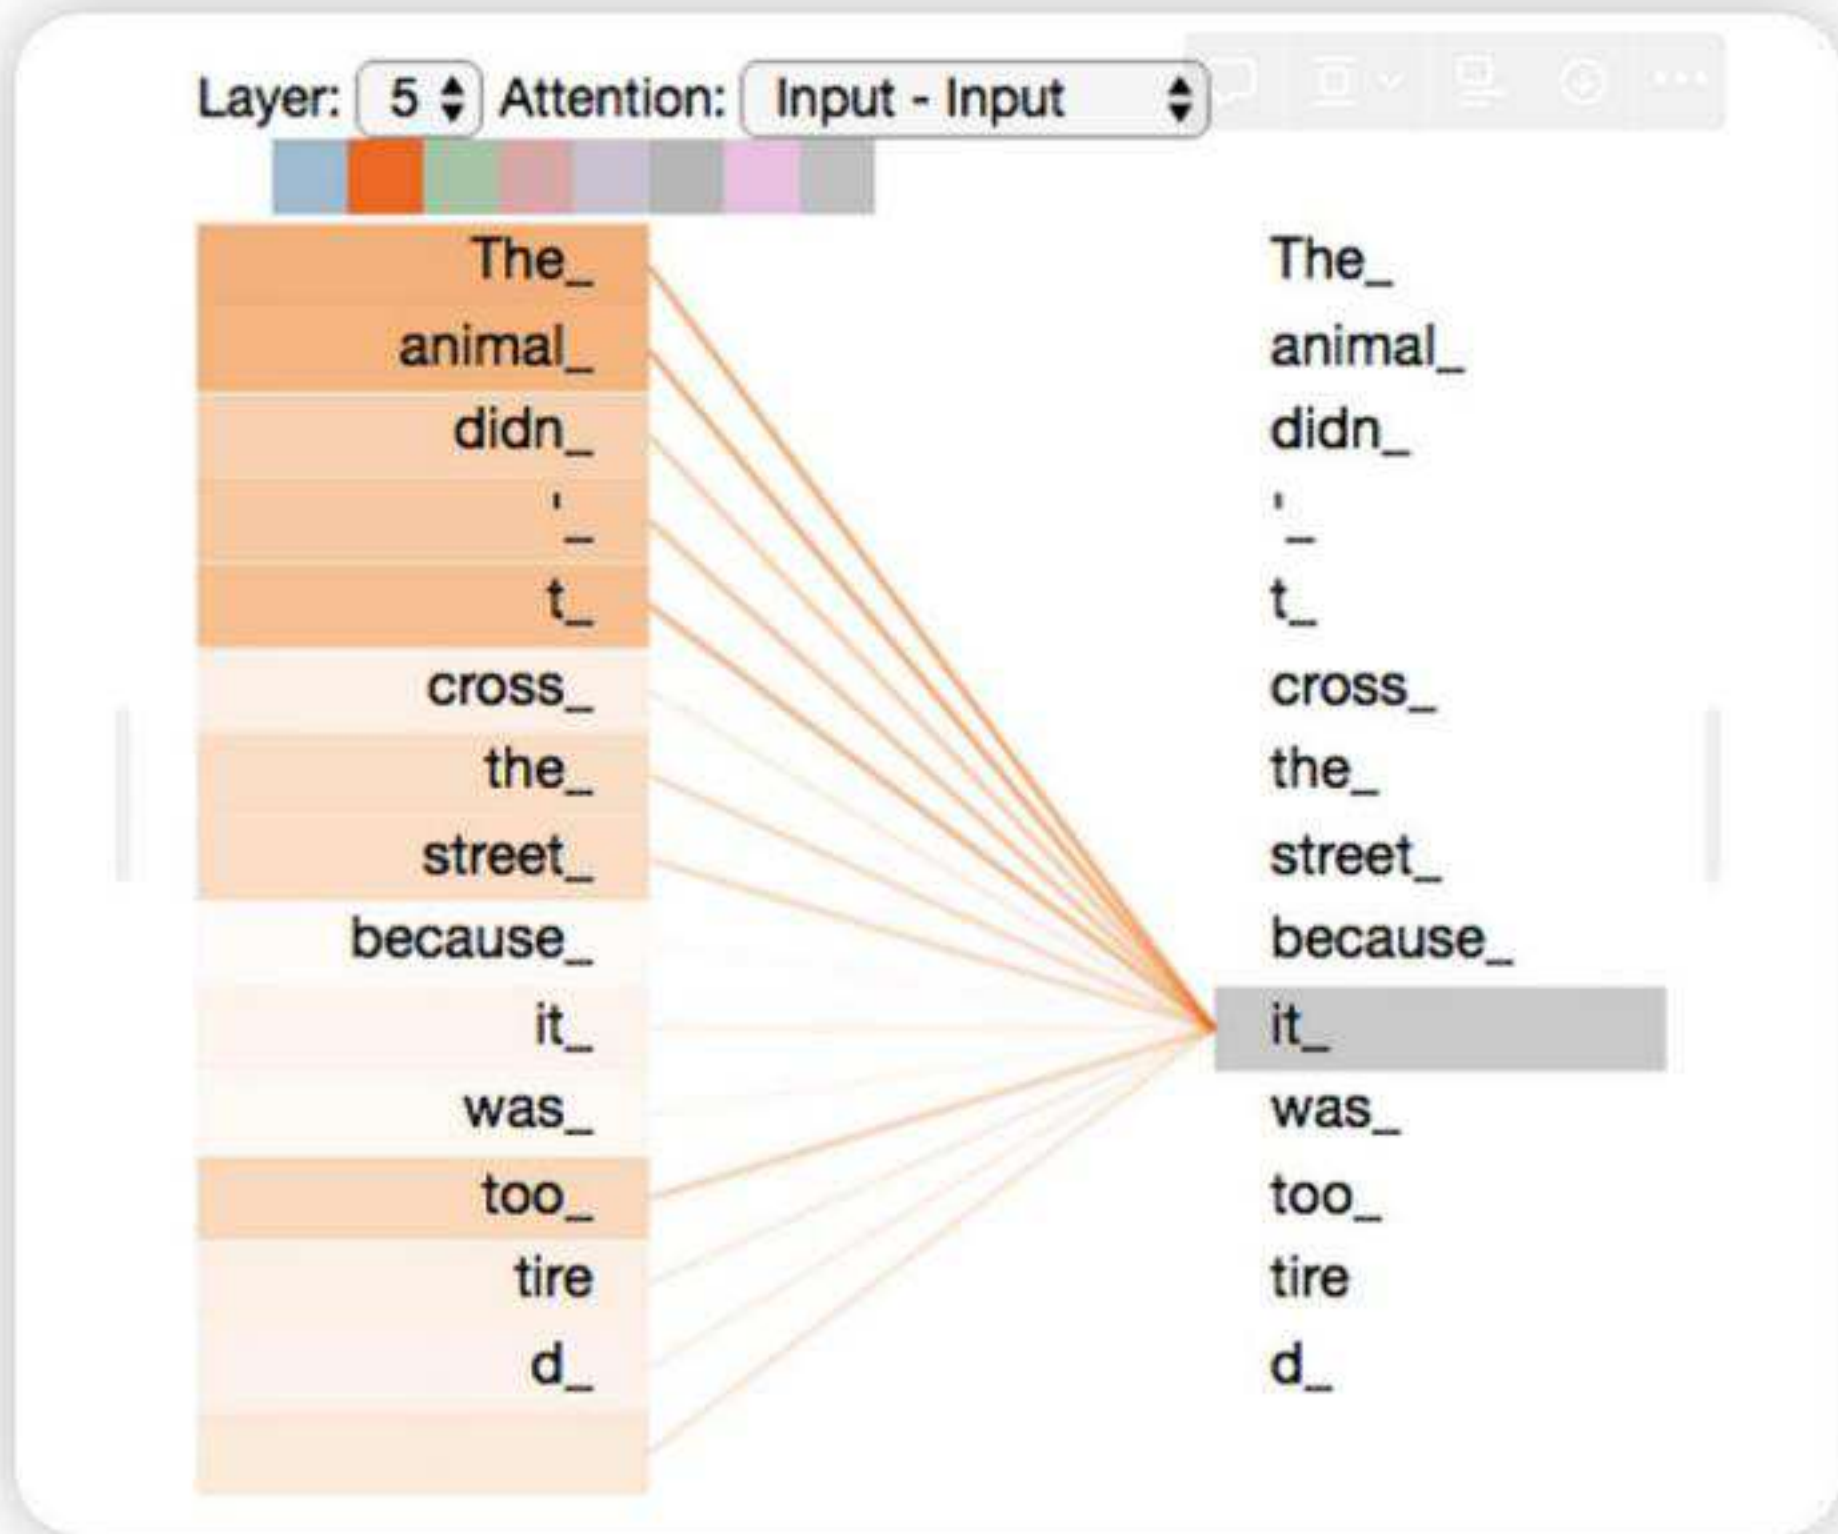 Layer: 5 Attention: Input - Input
The_ The_
animal_ animal_
didn_ didn_
'_ '_
t_ t_
cross_ cross_
the_ the_
street_ street_
because_ because_
it_ it_
was_ was_
too_ too_
tire tire
d_ d_